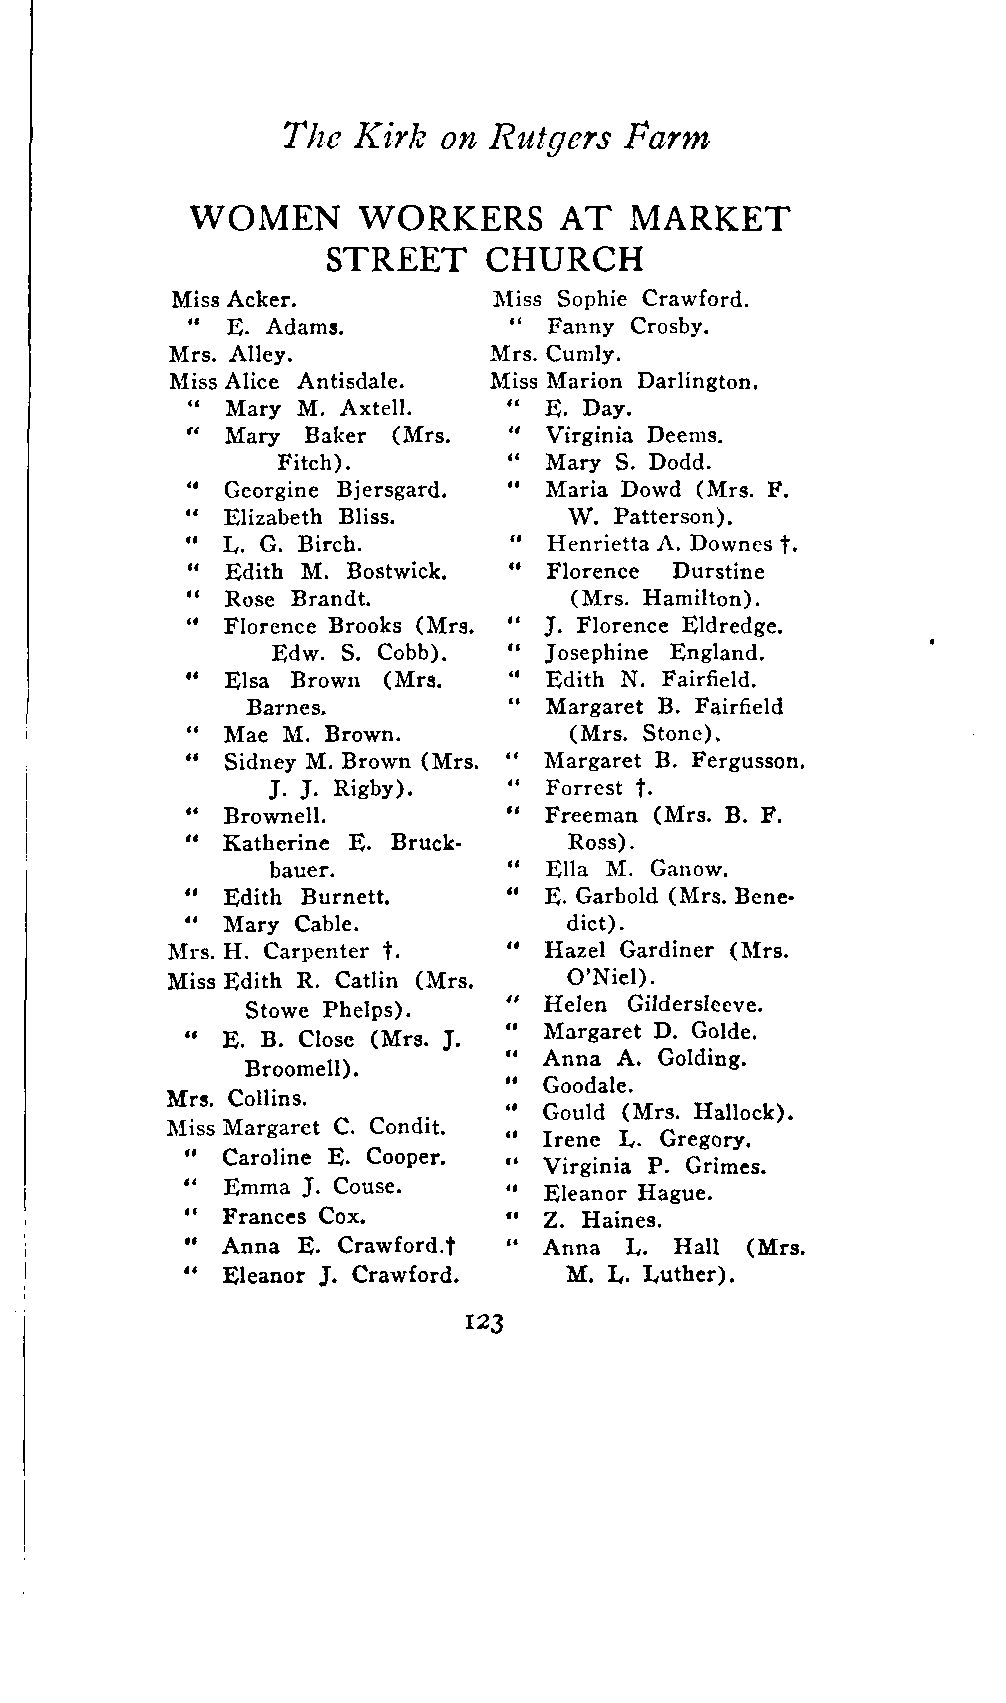 The Kirk on Rutgers Farm
WOMEN WORKERS AT MARKET
STREET CHURCH
Miss Acker.
" E. Adams.
Mrs. Alley.
Miss Alice Antisdale.
" Mary M. Axtell.
" Mary Baker (Mrs.
Fitch).
" Georgine Bjersgard.
" Elizabeth Bliss.
" L. G. Birch.
" Edith M. Bostwick.
" Rose Brandt.
" Florence Brooks (Mrs.
Edw. S. Cobb).
" Elsa Brown (Mrs.
Barnes.
" Mae M. Brown.
" Sidney M. Brown (Mrs.
J. J. Rigby).
" Brownell.
" Katherine E. Bruck-
bauer.
" Edith Burnett.
" Mary Cable.
Mrs. H. Carpenter †.
Miss Edith R. Catlin (Mrs.
Stowe Phelps).
" E. B. Close (Mrs. J.
Broomell).
Mrs. Collins.
Miss Margaret C. Condit.
" Caroline E. Cooper.
" Emma J. Couse.
" Frances Cox.
" Anna E. Crawford.†
" Eleanor J. Crawford.
Miss Sophie Crawford.
" Fanny Crosby.
Mrs. Cumly.
Miss Marion Darlington.
" E. Day.
" Virginia Deems.
" Mary S. Dodd.
" Maria Dowd (Mrs. F.
W. Patterson).
" Henrietta A. Downes †.
" Florence Durstine
(Mrs. Hamilton).
" J. Florence Eldredge.
" Josephine England.
" Edith N. Fairfield.
" Margaret B. Fairfield
(Mrs. Stone).
" Margaret B. Fergusson.
" Forrest †.
" Freeman (Mrs. B. F.
Ross).
" Ella M. Ganow.
" E. Garbold (Mrs. Bene-
dict).
" Hazel Gardiner (Mrs.
O'Niel).
" Helen Gildersleeve.
" Margaret D. Golde.
" Anna A. Golding.
" Goodale.
" Gould (Mrs. Hallock).
" Irene L. Gregory.
" Virginia P. Grimes.
" Eleanor Hague.
" Z. Haines.
" Anna L. Hall (Mrs.
M. L. Luther).
123